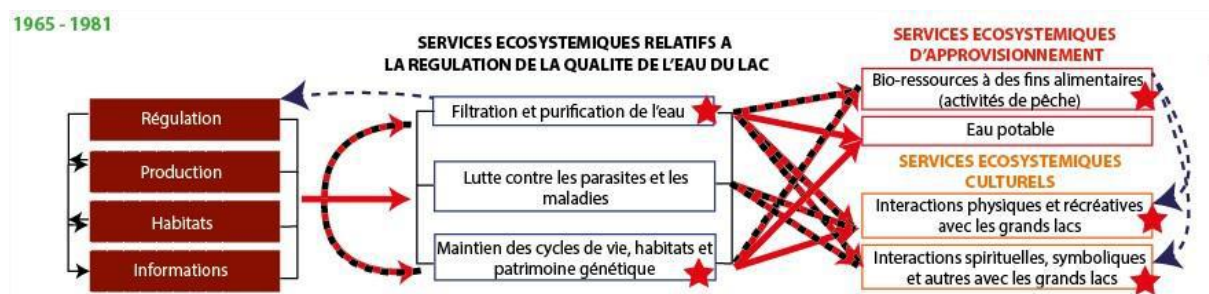 1965 - 1981
SERVICES ECOSYSTEMIQUES RELATIFS A
LA REGULATION DE LA QUALITE DE L'EAU DU LAC
SERVICES ECOSYSTEMIQUES
D'APPROVISIONNEMENT
Régulation
Production
Habitats
Informations
Filtration et purification de l'eau
Lutte contre les parasites et les
maladies
Maintien des cycles de vie, habitats et
patrimoine génétique
Bio-ressources à des fins alimentaires
(activités de pêche)
Eau potable
SERVICES ECOSYSTEMIQUES
CULTURELS
Interactions physiques et récréatives
avec les grands lacs
Interactions spirituelles, symboliques
et autres avec les grands lacs